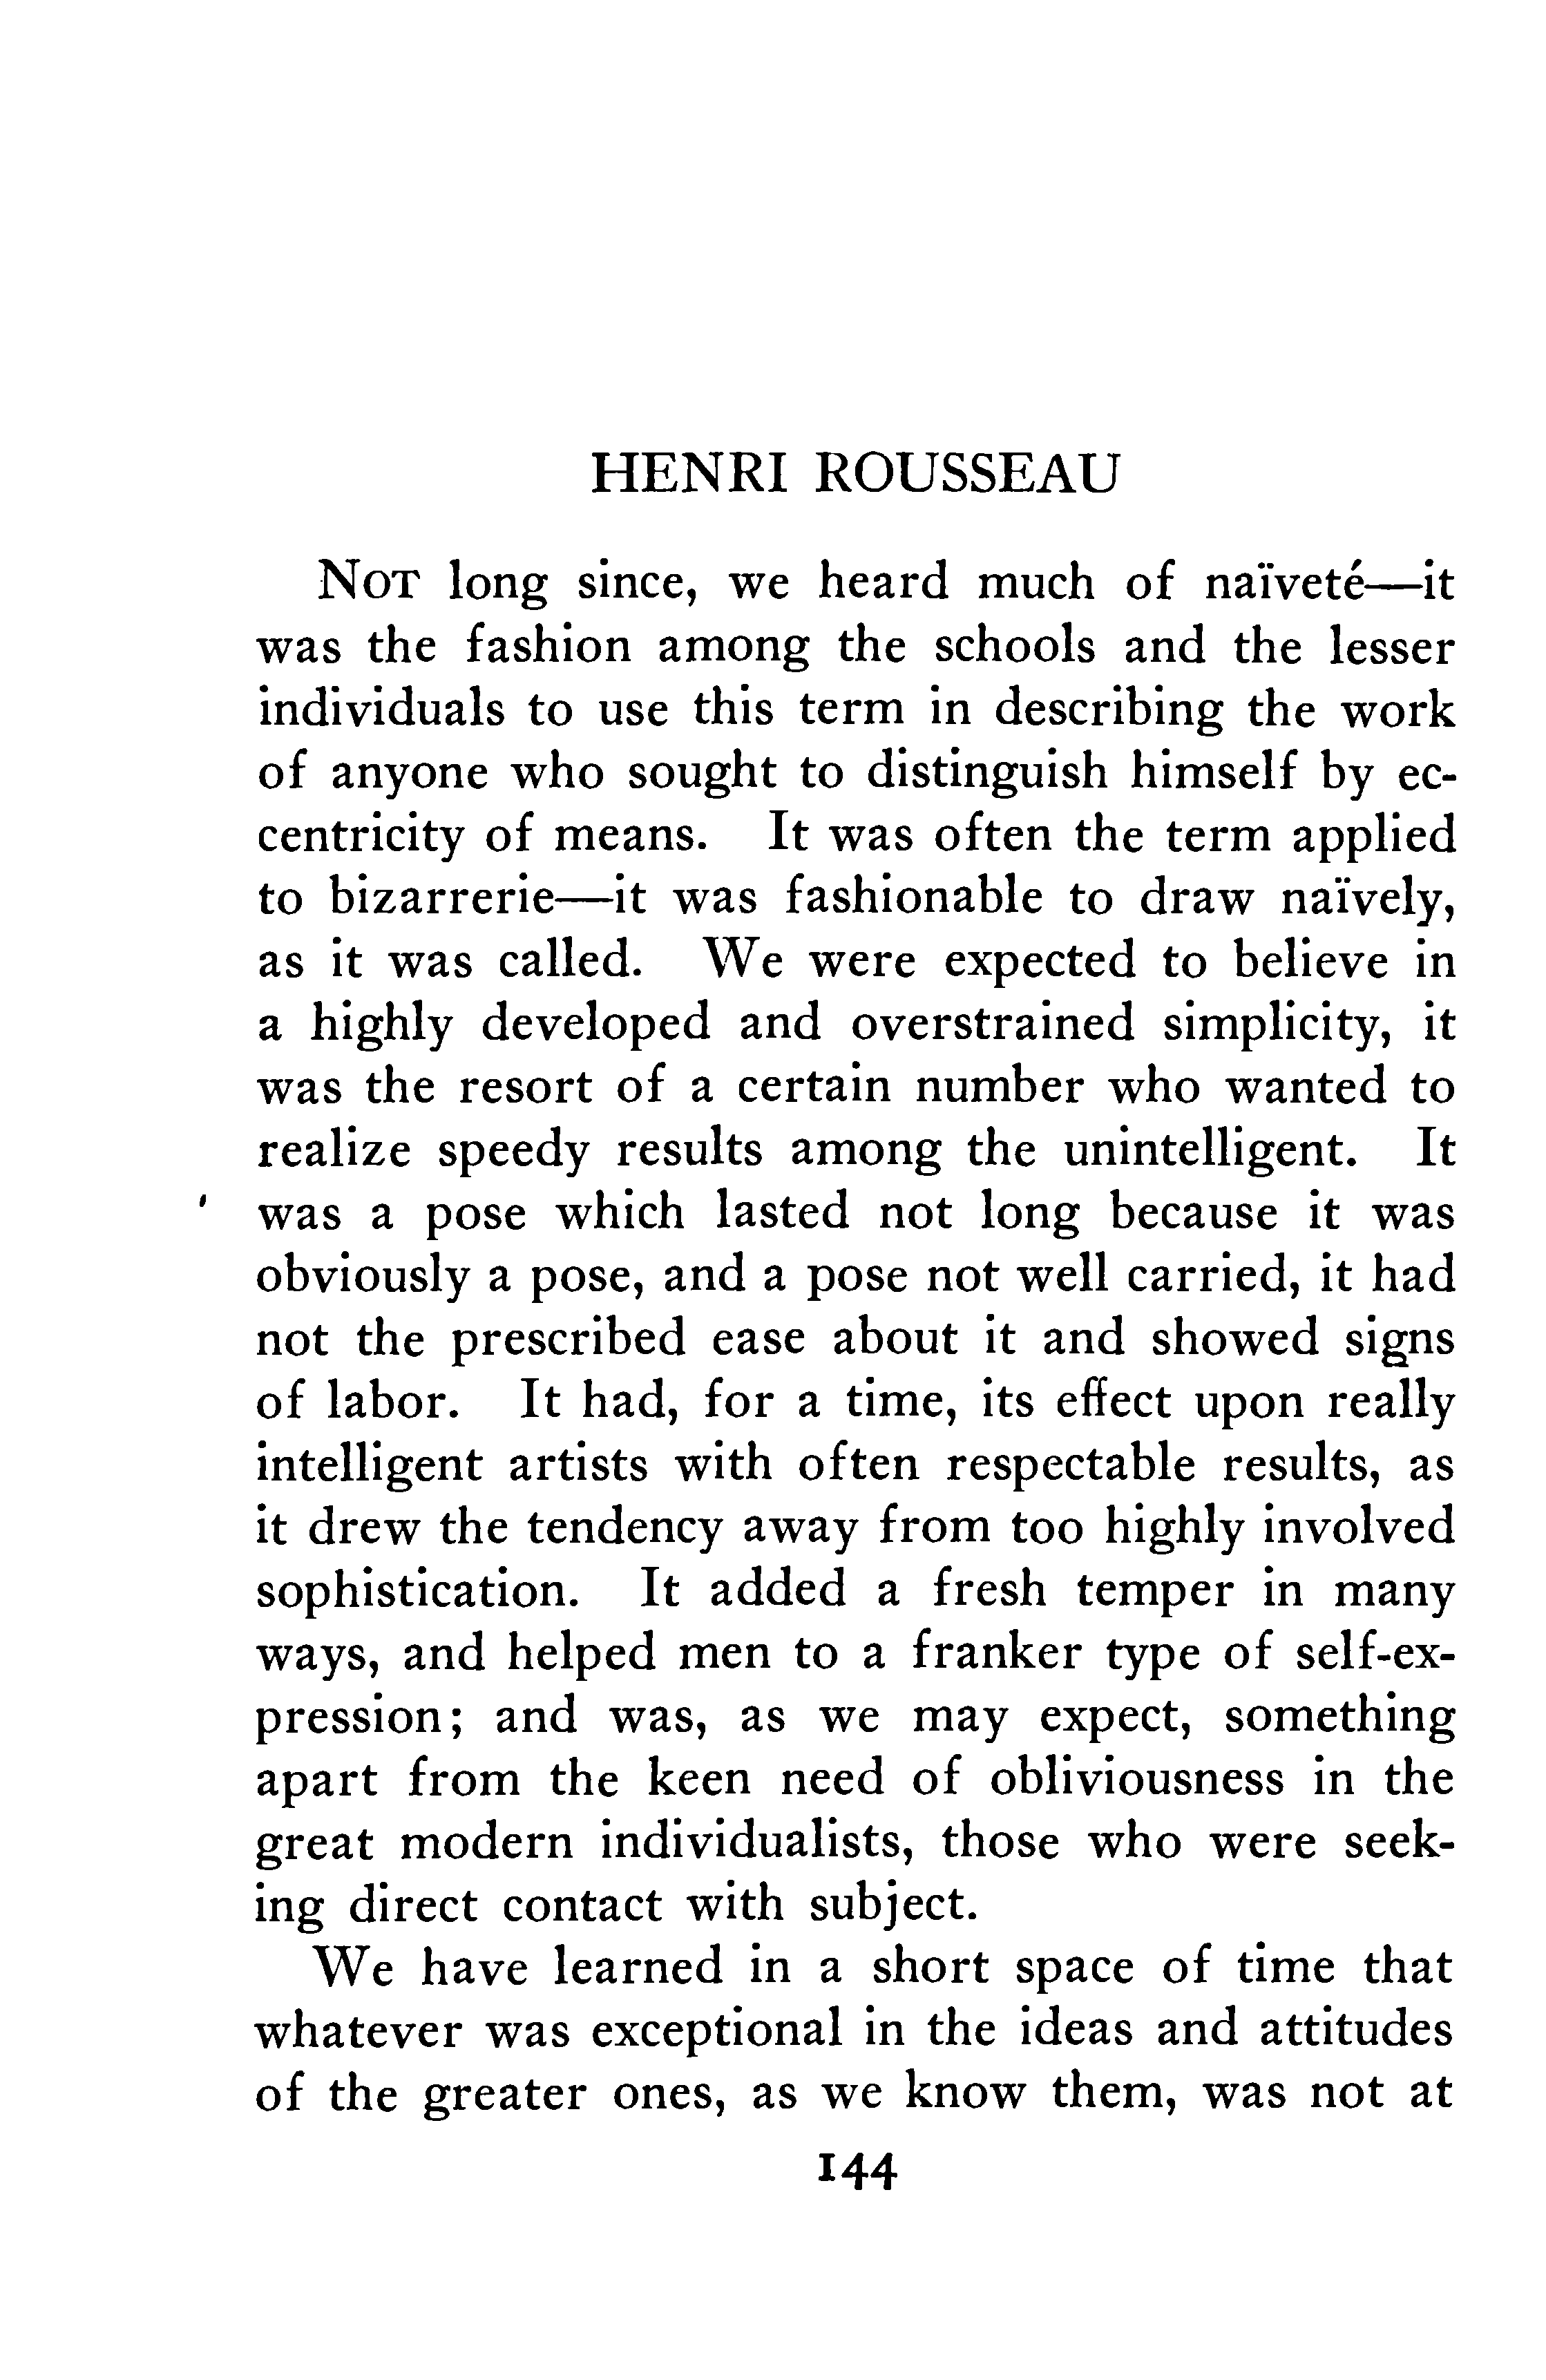 HENRI ROUSSEAU
NOT long since, we heard much of naïveté—it
was the fashion among the schools and the lesser
individuals to use this term in describing the work
of anyone who sought to distinguish himself by ec-
centricity of means. It was often the term applied
to bizarrerie—it was fashionable to draw naïvely,
as it was called. We were expected to believe in
a highly developed and overstrained simplicity, it
was the resort of a certain number who wanted to
realize speedy results among the unintelligent. It
was a pose which lasted not long because it was
obviously a pose, and a pose not well carried, it had
not the prescribed ease about it and showed signs
of labor. It had, for a time, its effect upon really
intelligent artists with often respectable results, as
it drew the tendency away from too highly involved
sophistication. It added a fresh temper in many
ways, and helped men to a franker type of self-ex-
pression; and was, as we may expect, something
apart from the keen need of obliviousness in the
great modern individualists, those who were seek-
ing direct contact with subject.
We have learned in a short space of time that
whatever was exceptional in the ideas and attitudes
of the greater ones, as we know them, was not at
144